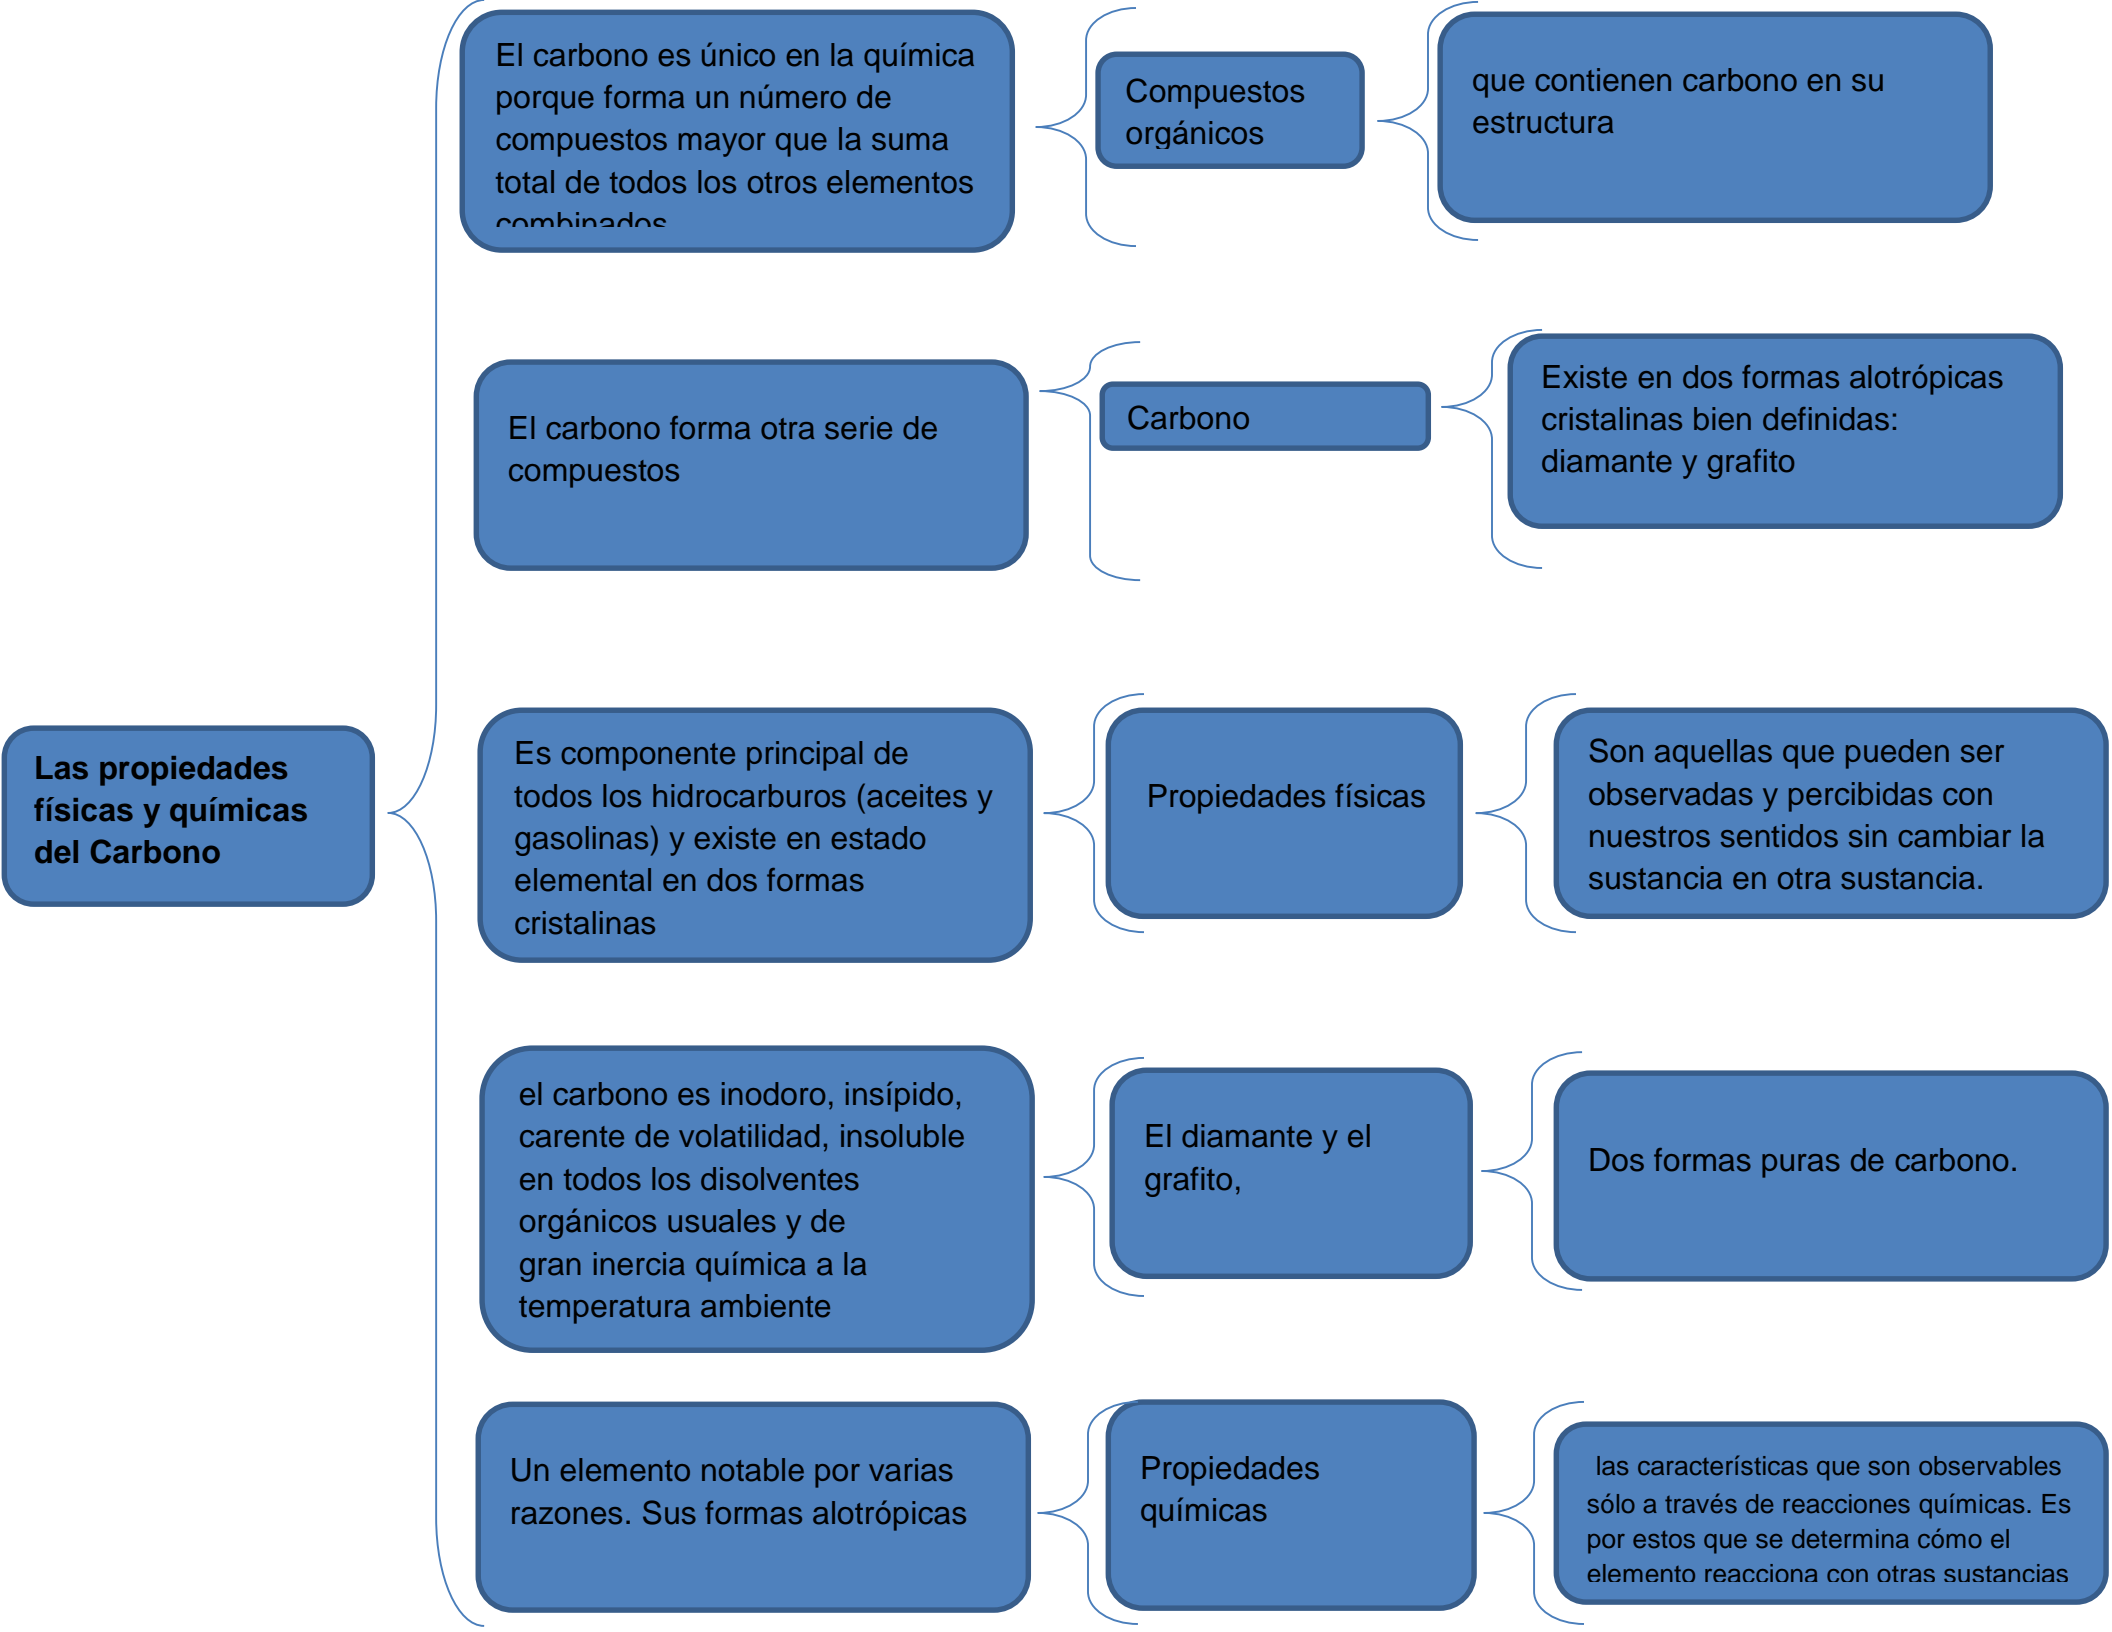 El carbono es único en la química
porque forma un número de
compuestos mayor que la suma
total de todos los otros elementos
combinados
Compuestos
orgánicos
que contienen carbono en su
estructura
El carbono forma otra serie de
compuestos
Carbono
Existe en dos formas alotrópicas
cristalinas bien definidas:
diamante y grafito
Las propiedades
físicas y químicas
del Carbono
Es componente principal de
todos los hidrocarburos (aceites y
gasolinas) y existe en estado
elemental en dos formas
cristalinas
Propiedades físicas
Son aquellas que pueden ser
observadas y percibidas con
nuestros sentidos sin cambiar la
sustancia en otra sustancia.
el carbono es inodoro, insípido,
carente de volatilidad, insoluble
en todos los disolventes
orgánicos usuales y de
gran inercia química a la
temperatura ambiente
El diamante y el
grafito,
Dos formas puras de carbono.
Un elemento notable por varias
razones. Sus formas alotrópicas
Propiedades
químicas
las características que son observables
sólo a través de reacciones químicas. Es
por estos que se determina cómo el
elemento reacciona con otras sustancias